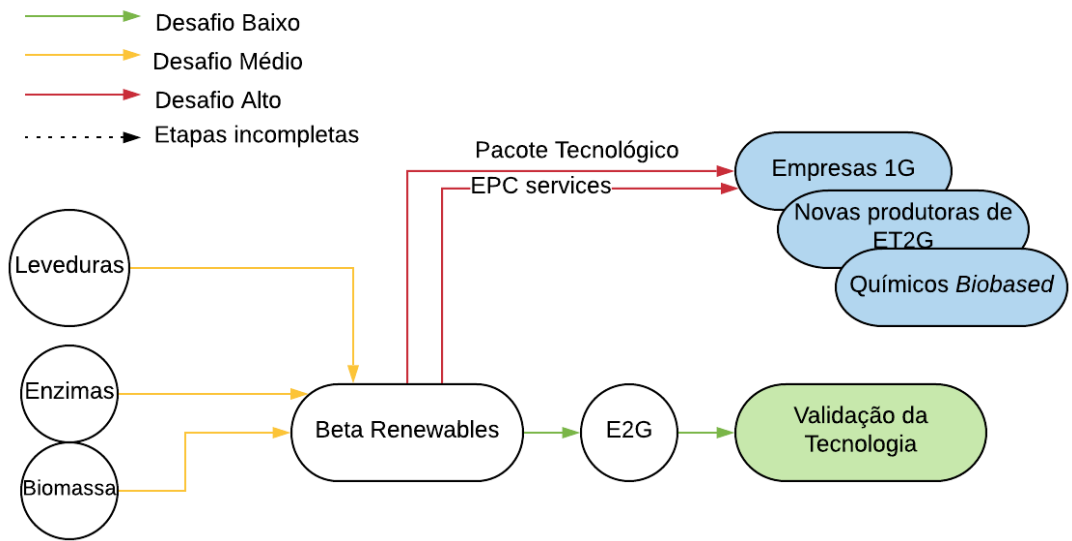 Desafio Baixo
Desafio Médio
Desafio Alto
Etapas incompletas
Pacote Tecnológico
EPC services
Empresas 1G
Novas produtoras de
ET2G
Químicos Biobased
Leveduras
Enzimas
Biomassa
Beta Renewables
E2G
Validação da
Tecnologia